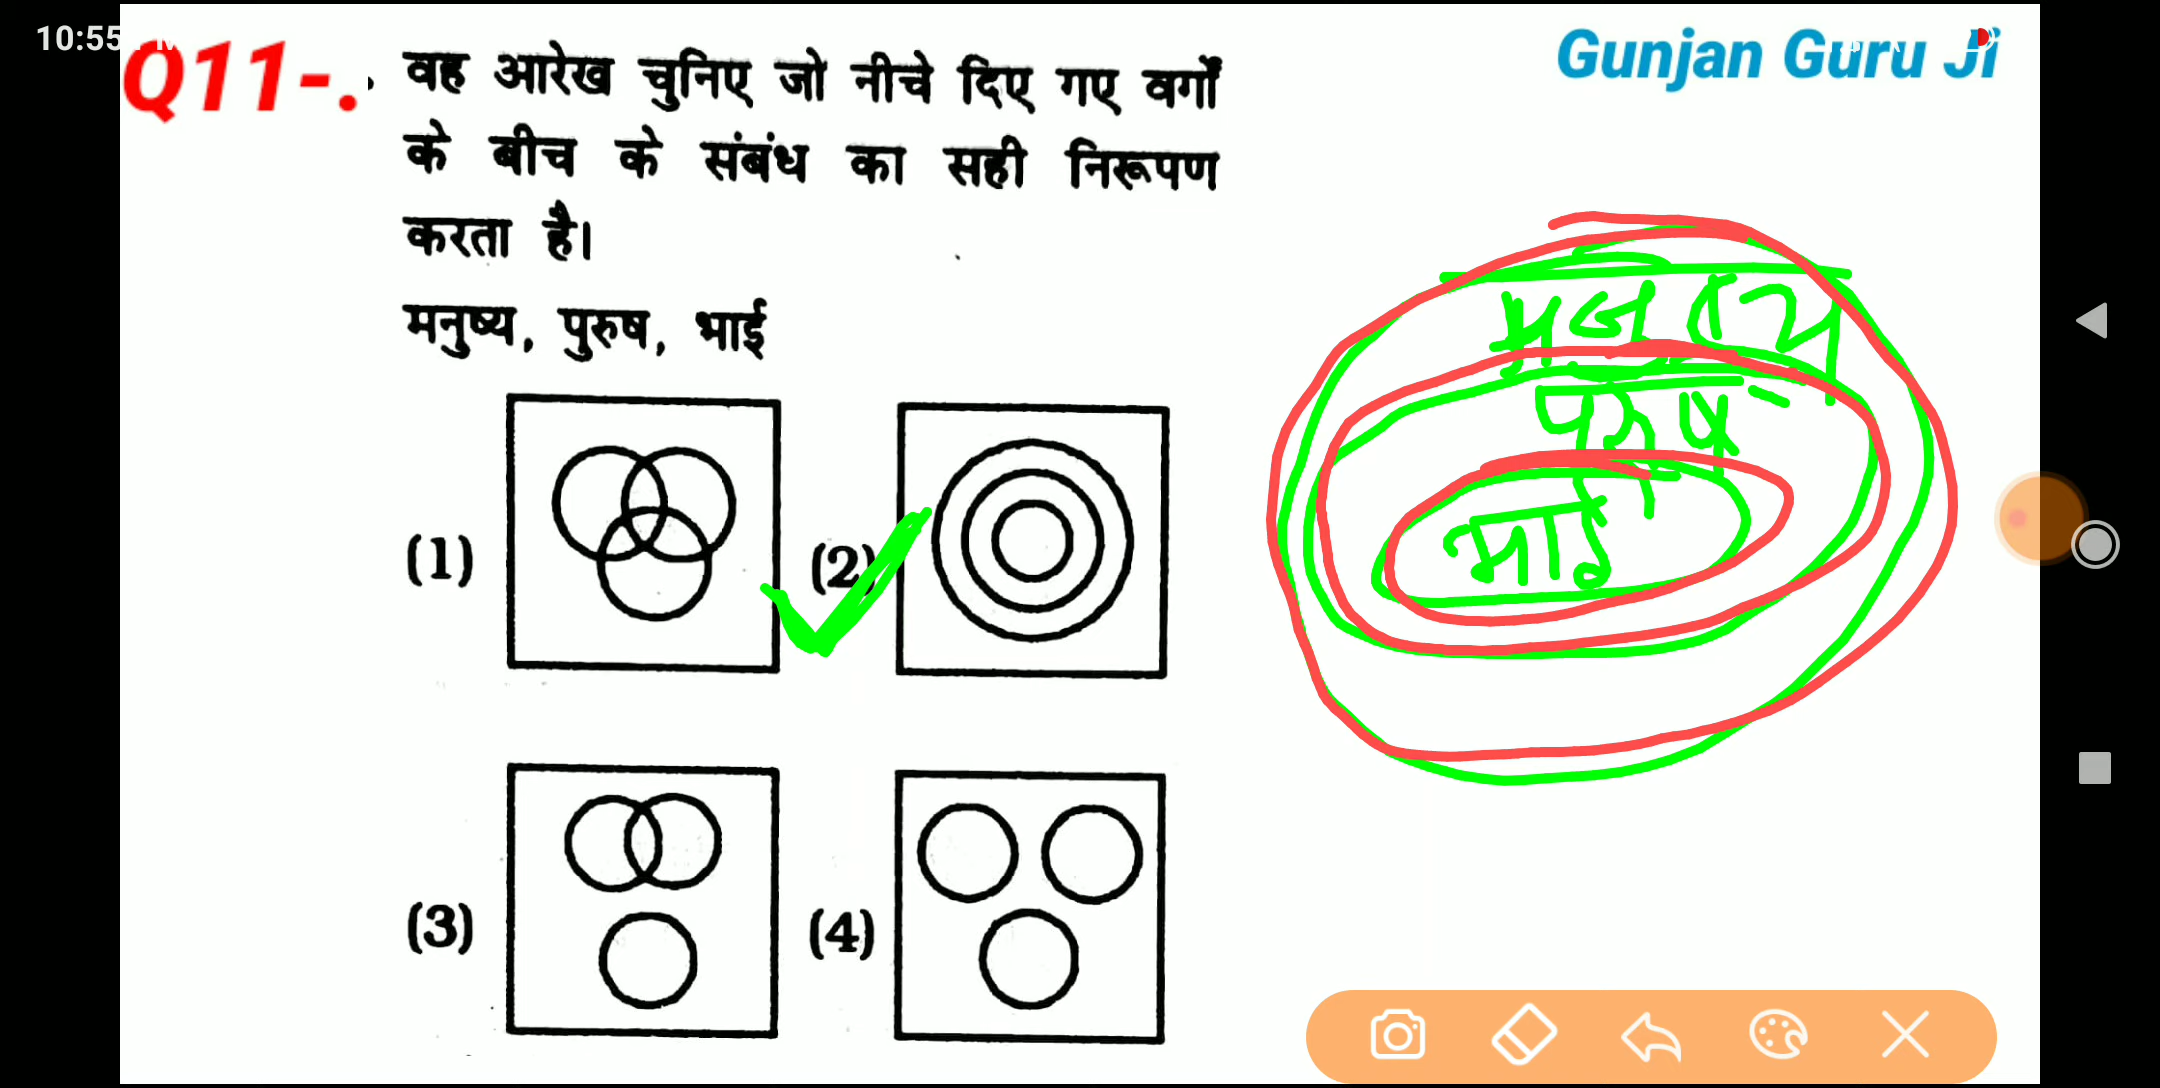 10:55
Gunjan Guru Ji
Q11-. वह आरेख चुनिए जो नीचे दिए गए वर्गों
के बीच के संबंध का सही निरूपण
करता है।
मनुष्य, पुरुष, भाई
(1)
(2)
(3)
(4)
मनुष्य
पुरुष
भाई